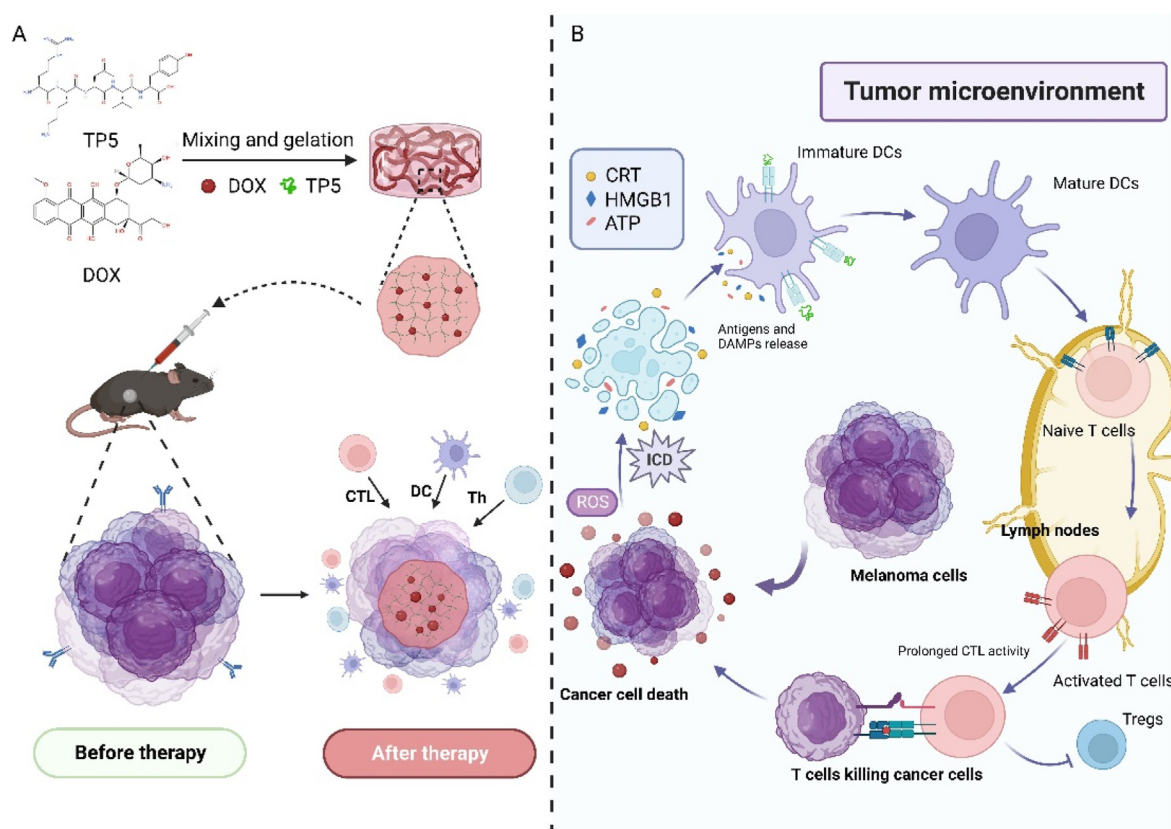 A
TP5
Mixing and gelation
DOX
TP5
DOX
CTL
DC
Th
Before therapy
After therapy
B
Tumor microenvironment
CRT
HMGB1
ATP
Immature DCs
Mature DCs
Antigens and
DAMPs release
ICD
ROS
Naive T cells
Lymph nodes
Melanoma cells
Cancer cell death
Prolonged CTL activity
Activated T cells
Tregs
T cells killing cancer cells